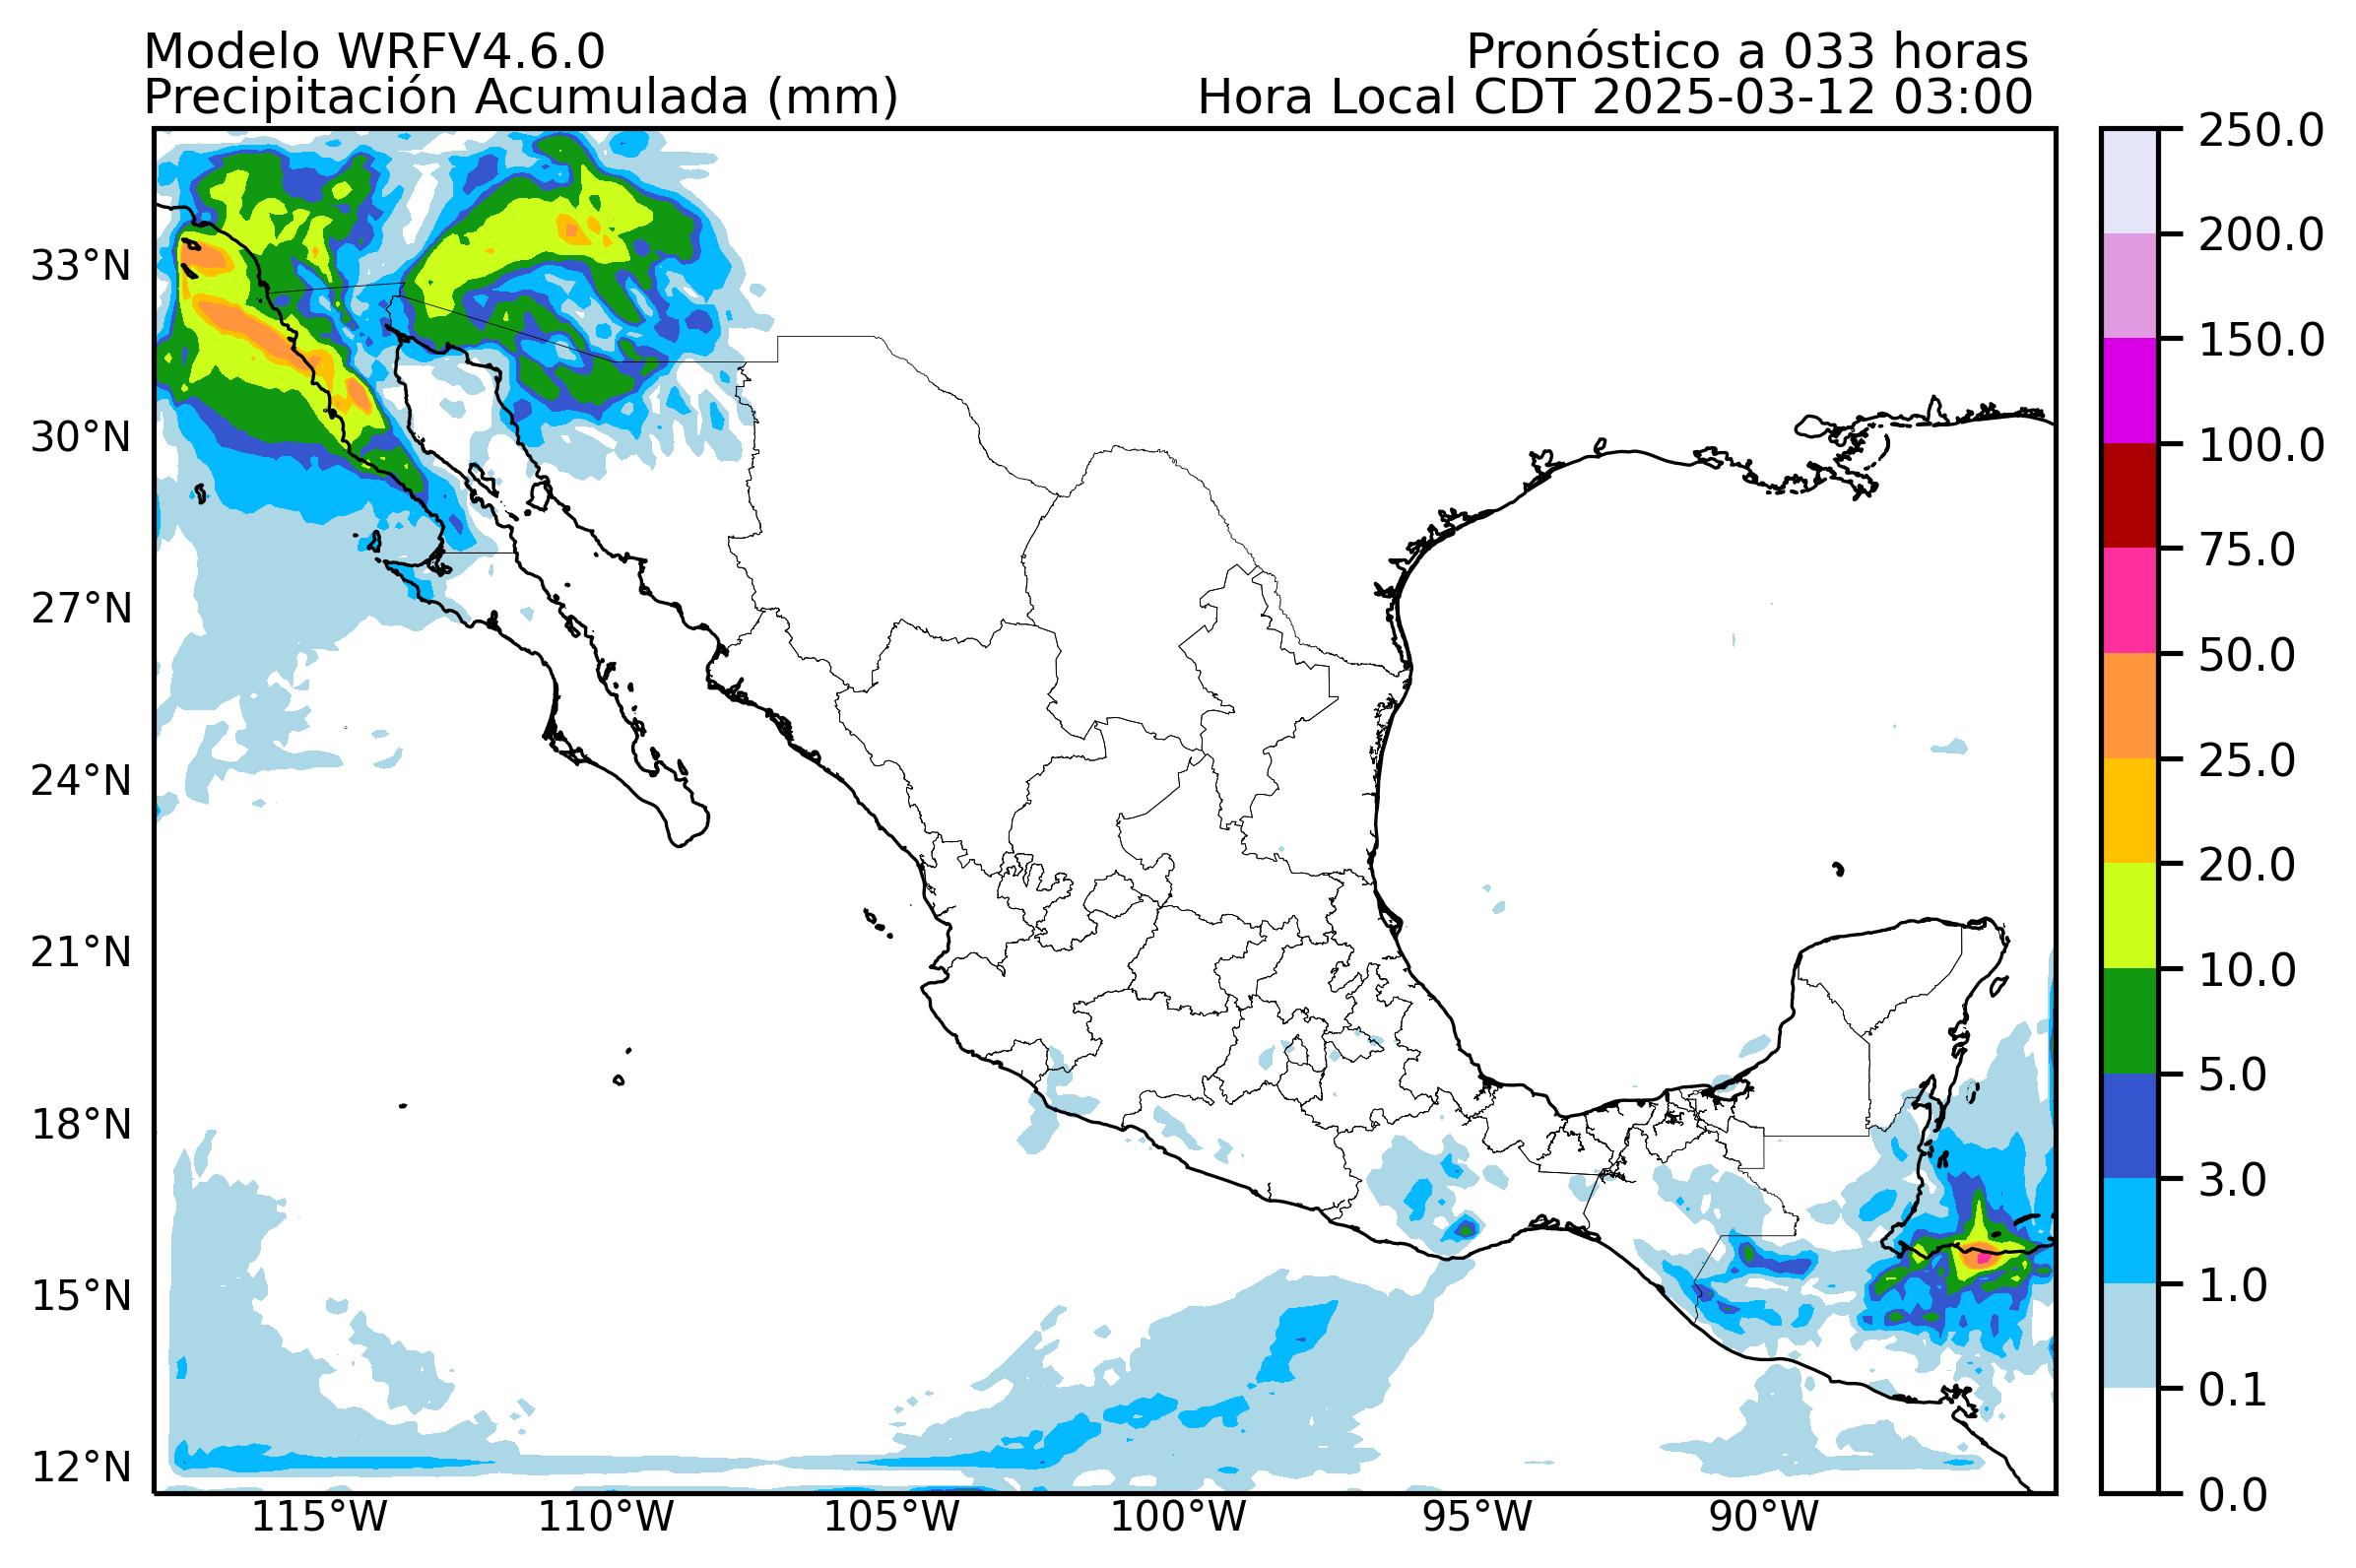 Modelo WRFV4.6.0
Pronóstico a 033 horas
Precipitación Acumulada (mm)
Hora Local CDT 2025-03-12 03:00
33°N
30°N
27°N
24°N
21°N
18°N
15°N
12°N
115°W
110°W
105°W
100°W
95°W
90°W
250.0
200.0
150.0
100.0
75.0
50.0
25.0
20.0
10.0
5.0
3.0
1.0
0.1
0.0